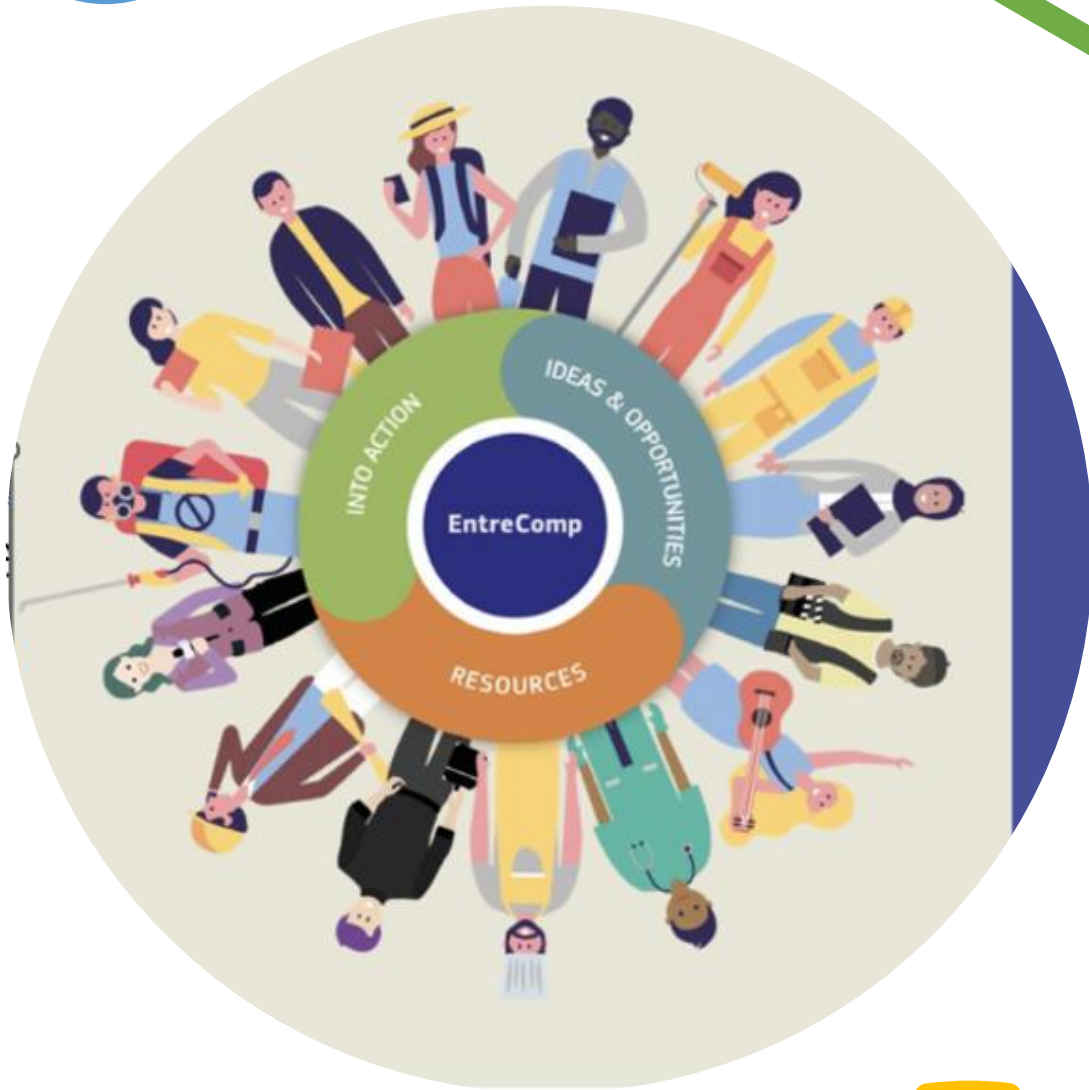 IDEAS & OPPORTUNITIES
INTO ACTION
EntreComp
RESOURCES